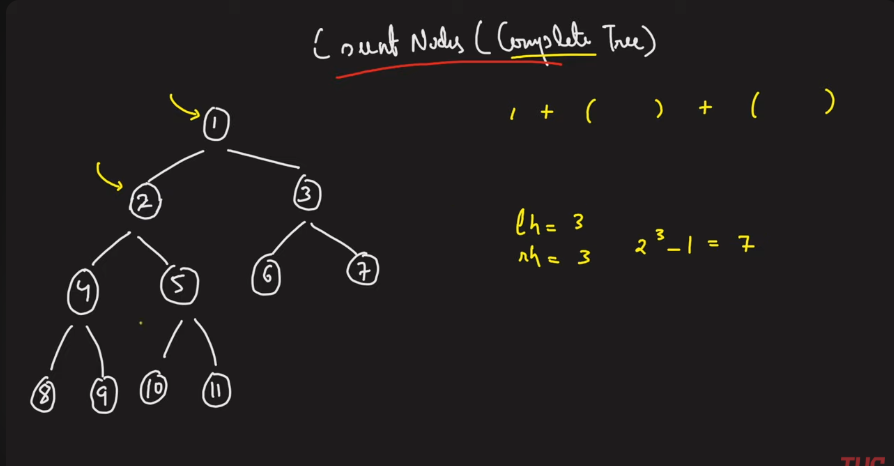 Count Nodes (Complete Tree)
1 + ( ) + ( )
1
2 3
lh = 3
rh = 3 2³ - 1 = 7
4 5 6 7
8 9 10 11